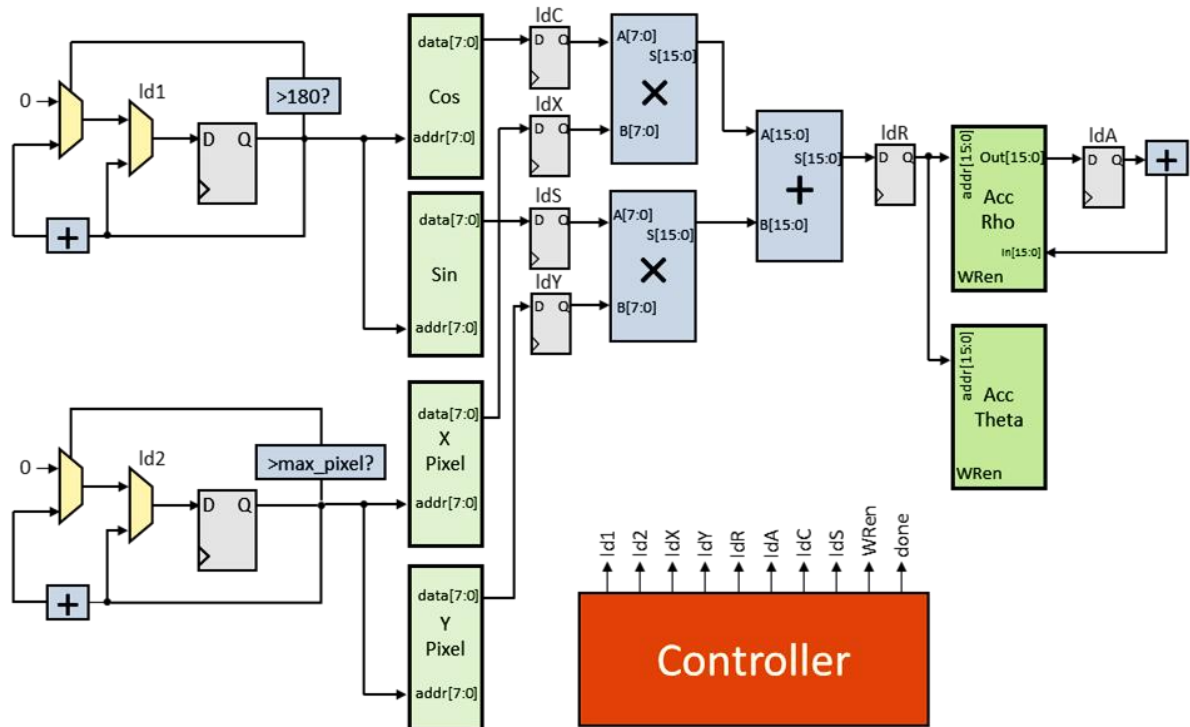 0
ld1
>180?
D Q
+
data[7:0]
Cos
addr[7:0]
data[7:0]
Sin
addr[7:0]
ldC
D Q
ldX
D Q
ldS
D Q
ldY
D Q
A[7:0]
S[15:0]
×
B[7:0]
A[7:0]
S[15:0]
×
B[7:0]
A[15:0]
S[15:0]
+
B[15:0]
ldR
D Q
addr[15:0]
Out[15:0]
Acc
Rho
In[15:0]
WRen
ldA
D Q
+
addr[15:0]
Acc
Theta
WRen
0
ld2
>max_pixel?
D Q
+
data[7:0]
X
Pixel
addr[7:0]
data[7:0]
Y
Pixel
addr[7:0]
ld1
ld2
ldX
ldY
ldR
ldA
ldC
ldS
WRen
done
Controller